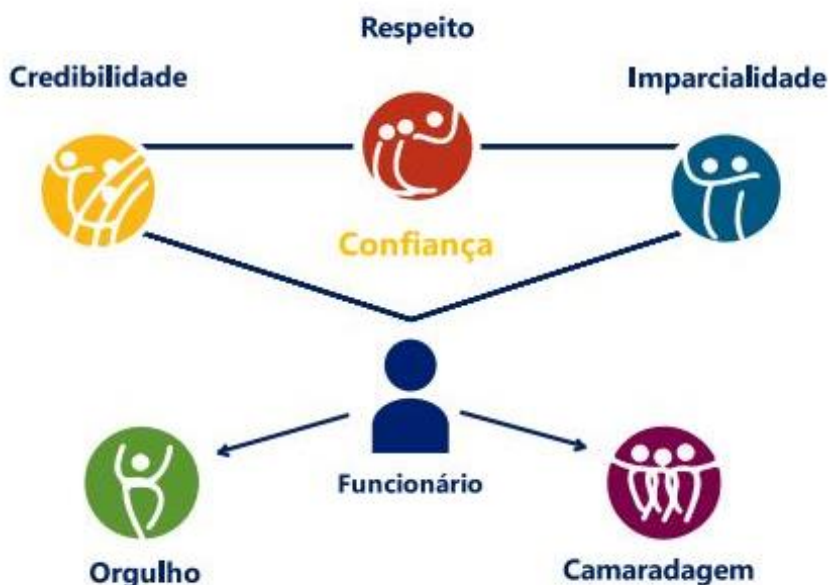 Respeito
Credibilidade
Imparcialidade
Confiança
Funcionário
Orgulho
Camaradagem